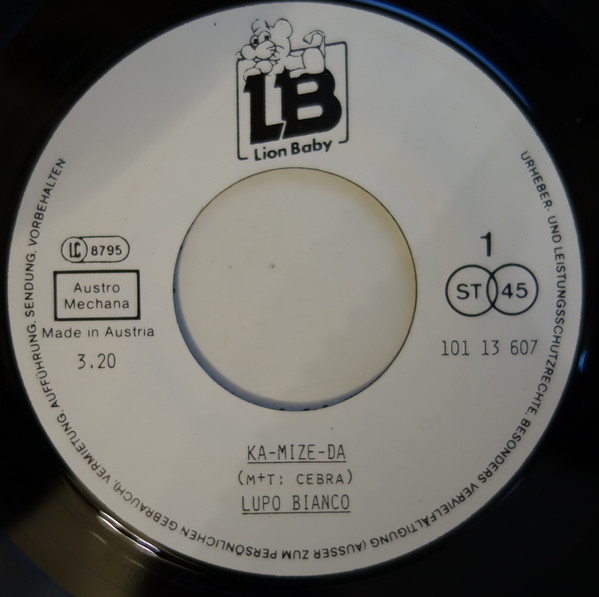 LB
Lion Baby
LC 8795
Austro
Mechana
Made in Austria
3.20
1
ST 45
101 13 607
KA-MIZE-DA
(M+T: CEBRA)
LUPO BIANCO
URHEBER- UND LEISTUNGSSCHUTZRECHTE, BESONDERS VERVIELFÄLTIGUNG (AUSSER ZUM PERSÖNLICHEN GEBRAUCH), VERMIETUNG, AUFFÜHRUNG, SENDUNG, VORBEHALTEN